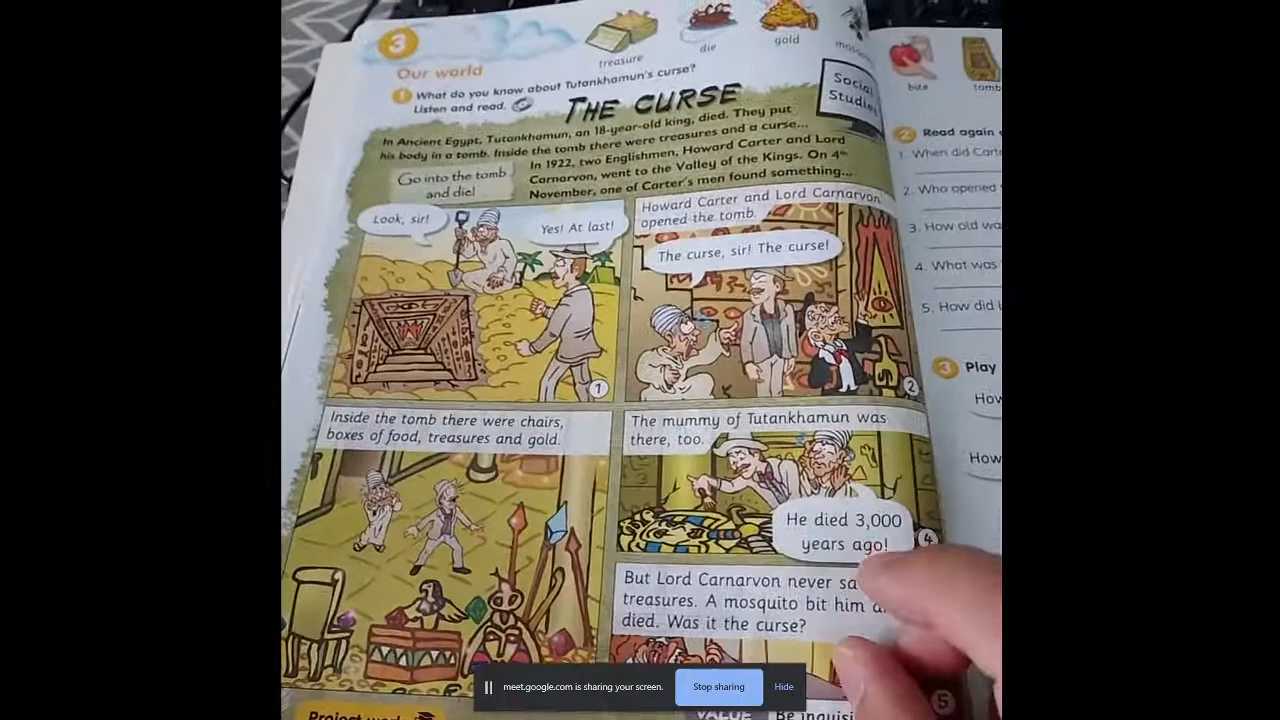 3
treasure
die
gold
Our world
1 What do you know about Tutankhamun's curse?
Listen and read.
THE CURSE
Social
Studies
In Ancient Egypt, Tutankhamun, an 18-year-old king, died. They put
his body in a tomb. Inside the tomb there were treasures and a curse...
Go into the tomb
and die!
In 1922, two Englishmen, Howard Carter and Lord
Carnarvon, went to the Valley of the Kings. On 4th
November, one of Carter's men found something...
Look, sir!
Yes! At last!
1
Howard Carter and Lord Carnarvon
opened the tomb.
The curse, sir! The curse!
2
Inside the tomb there were chairs,
boxes of food, treasures and gold.
The mummy of Tutankhamun was
there, too.
He died 3,000
years ago!
4
But Lord Carnarvon never
treasures. A mosquito bit him
died. Was it the curse?
5
Project work
VALUE
Be
bite
tomb
2 Read again
1. When did
2. Who opened
3. How old
4. What was
5. How did
3 Play
How
meet.google.com is sharing your screen.
Stop sharing
Hide